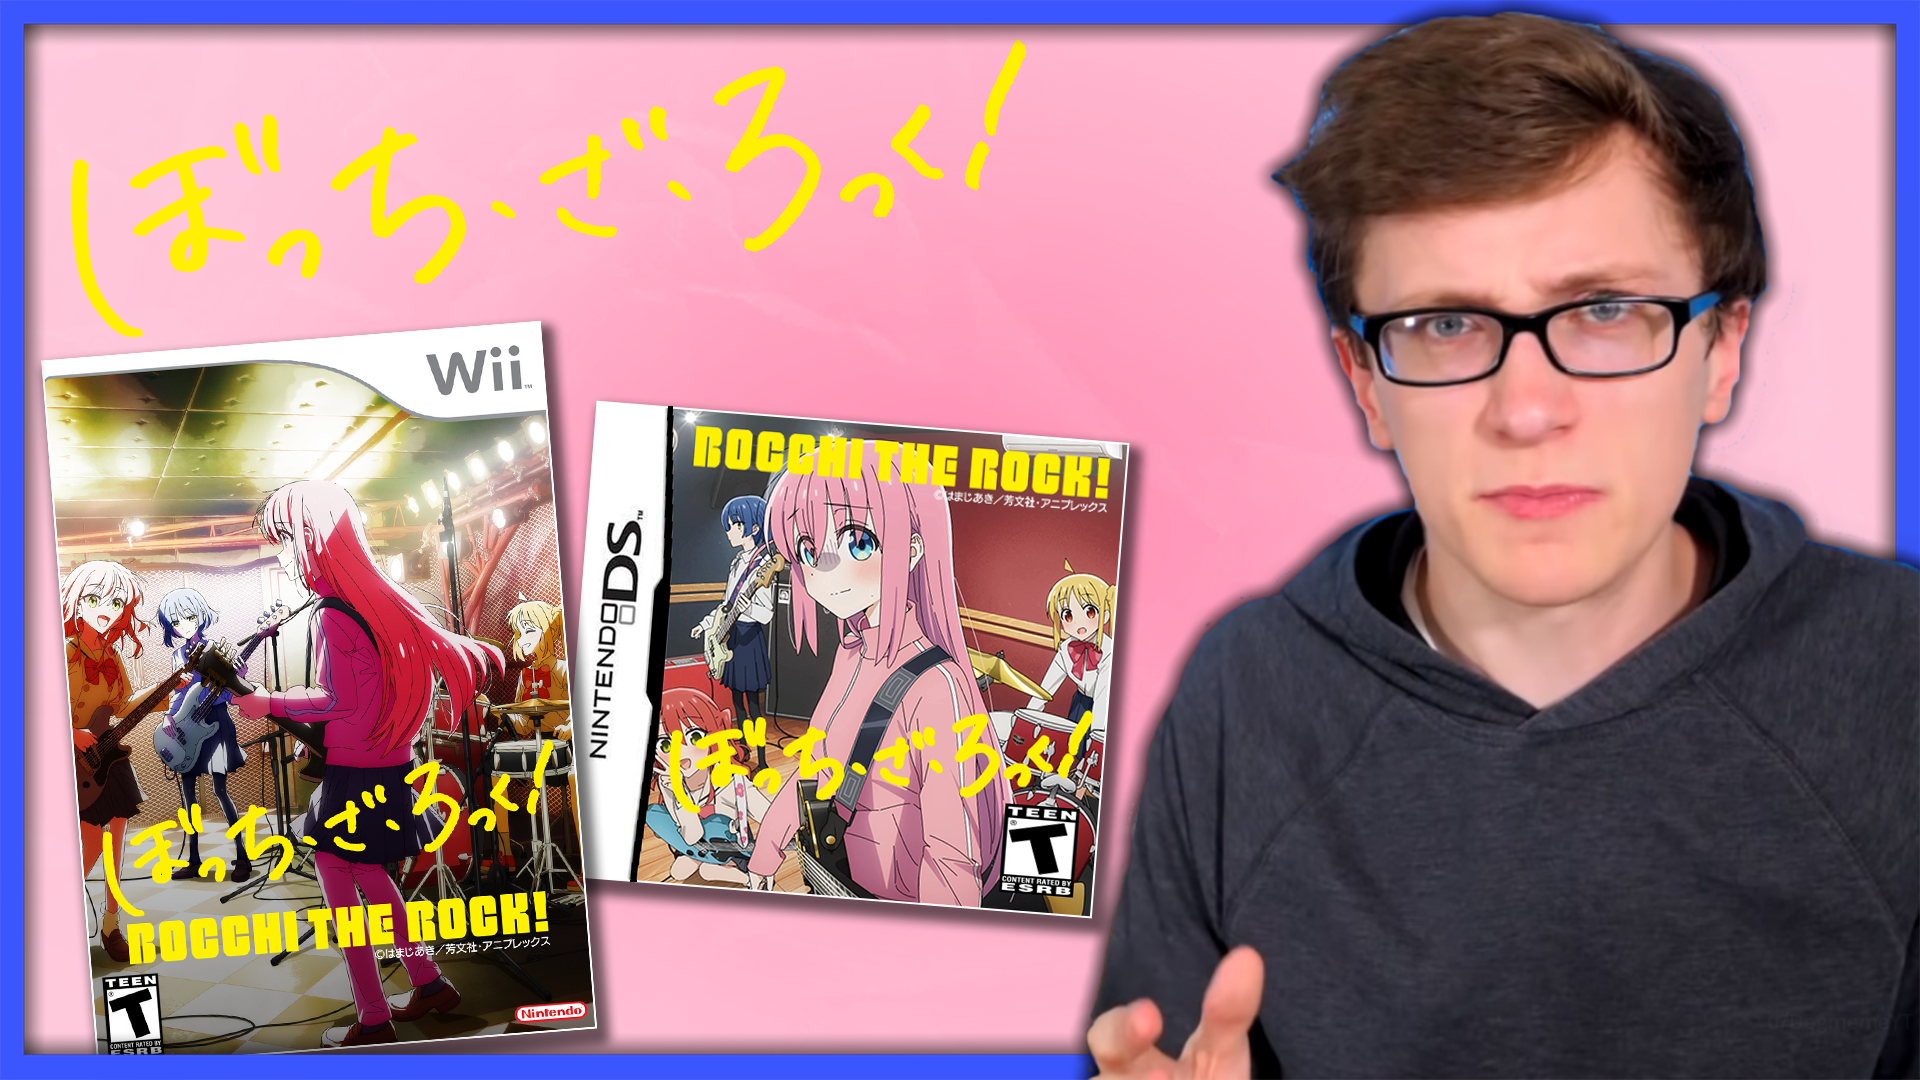 ぼっち・ざ・ろっく!
Wii™
ぼっち・ざ・ろっく!
BOCCHI THE ROCK!
©はまじあき／芳文社・アニプレックス
TEEN
T
CONTENT RATED BY
ESRB
Nintendo
NINTENDO DS™
BOCCHI THE ROCK!
©はまじあき／芳文社・アニプレックス
ぼっち・ざ・ろっく!
TEEN
T
CONTENT RATED BY
ESRB